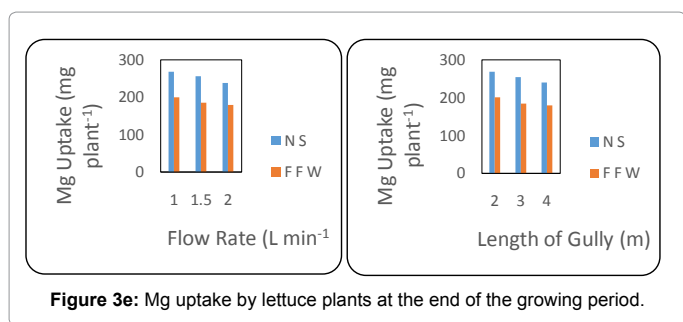 Mg Uptake (mg
plant-1)
300
200
100
0
1 1.5 2
Flow Rate (L min-1
N S
F F W
Mg Uptake (mg
plant-1)
300
200
100
0
2 3 4
Length of Gully (m)
N S
F F W
Figure 3e: Mg uptake by lettuce plants at the end of the growing period.